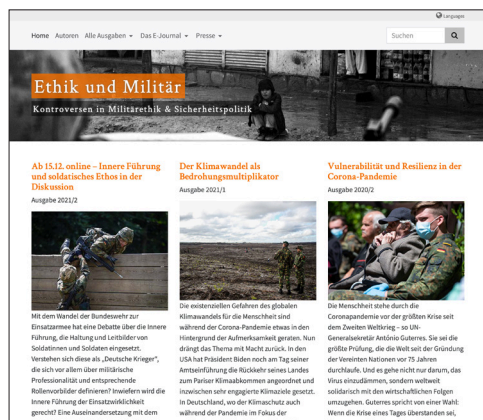 Languages
Home Autoren Alle Ausgaben Das E-Journal Presse Suchen
Ethik und Militär
Kontroversen in Militärethik & Sicherheitspolitik
Ab 15.12. online – Innere Führung
und soldatisches Ethos in der
Diskussion
Ausgabe 2021/2
Mit dem Wandel der Bundeswehr zur
Einsatzarmee hat eine Debatte über die Innere
Führung, die Haltung und Leitbilder von
Soldatinnen und Soldaten eingesetzt.
Verstehen sich diese als „Deutsche Krieger“,
die sich vor allem über militärische
Professionalität und entsprechende
Rollenvorbilder definieren? Inwiefern wird die
Innere Führung der Einsatzwirklichkeit
gerecht? Eine Auseinandersetzung mit dem
Der Klimawandel als
Bedrohungsmultiplikator
Ausgabe 2021/1
Die existenziellen Gefahren des globalen
Klimawandels für die Menschheit sind
während der Corona-Pandemie etwas in den
Hintergrund der Aufmerksamkeit geraten. Nun
drängt das Thema mit Macht zurück. In den
USA hat Präsident Biden noch am Tag seiner
Amtseinführung die Rückkehr seines Landes
zum Pariser Klimaabkommen angeordnet und
inzwischen sehr engagierte Klimaziele gesetzt.
In Deutschland, wo der Klimaschutz auch
während der Pandemie im Fokus der
Vulnerabilität und Resilienz in der
Corona-Pandemie
Ausgabe 2020/2
Die Menschheit stehe durch die
Coronapandemie vor der größten Krise seit
dem Zweiten Weltkrieg – so UN-
Generalsekretär António Guterres. Sie sei die
größte Prüfung, die die Welt seit der Gründung
der Vereinten Nationen vor 75 Jahren
durchlaufe. Und es gehe nicht nur darum, das
Virus einzudämmen, sondern weltweit
solidarisch mit den wirtschaftlichen Folgen
umzugehen. Guterres spricht von einer Wahl:
Wenn die Krise eines Tages überstanden sei,